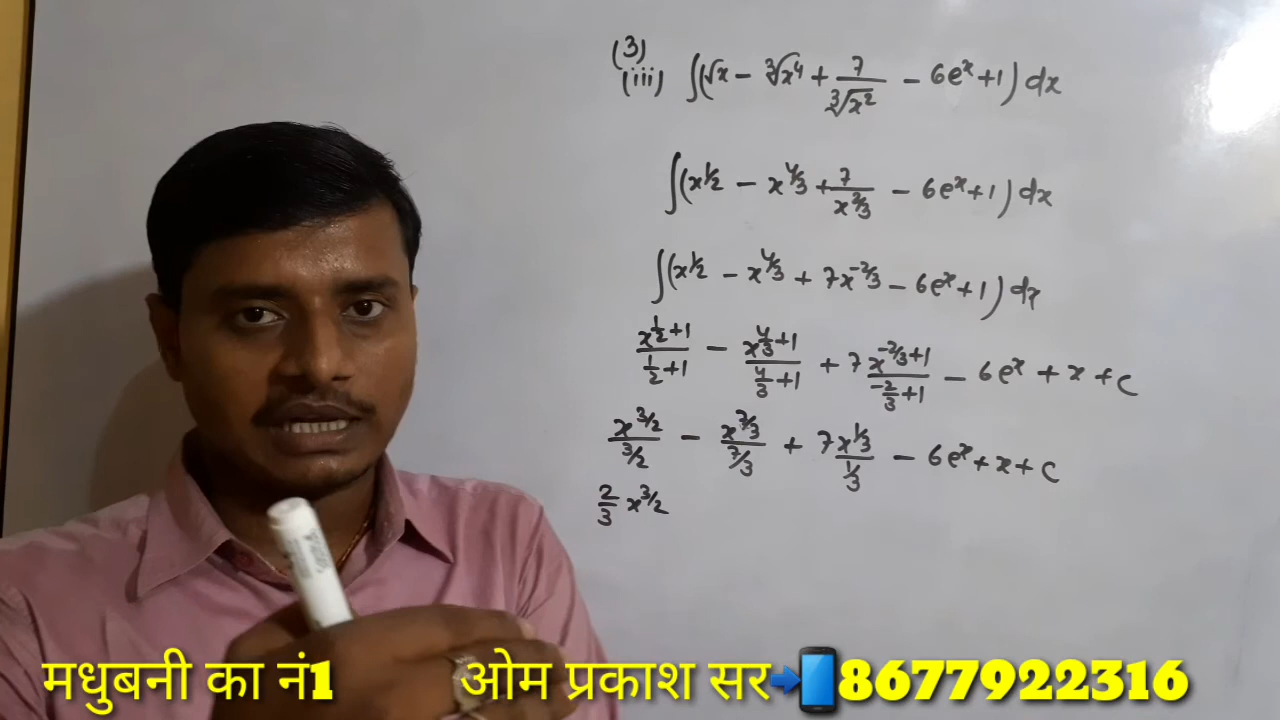 (3)
(iii) ∫(√x − ∛x⁴ + 7/∛x² − 6eˣ + 1) dx
∫(x^1/2 − x^4/3 + 7/x^2/3 − 6eˣ + 1) dx
∫(x^1/2 − x^4/3 + 7x^-2/3 − 6eˣ + 1) dx
x^(1/2+1)/(1/2+1) − x^(4/3+1)/(4/3+1) + 7x^(-2/3+1)/(-2/3+1) − 6eˣ + x + c
x^3/2/(3/2) − x^7/3/(7/3) + 7x^1/3/(1/3) − 6eˣ + x + c
2/3 x^3/2
मधुबनी का नं1 ओम प्रकाश सर 8677922316